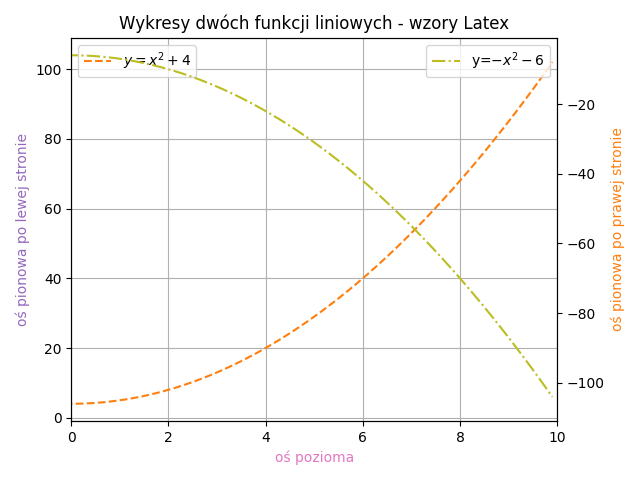 Wykresy dwóch funkcji liniowych - wzory Latex
y = x² + 4
y=−x² − 6
100
80
60
40
20
0
−20
−40
−60
−80
−100
0 2 4 6 8 10
oś pionowa po lewej stronie
oś pionowa po prawej stronie
oś pozioma